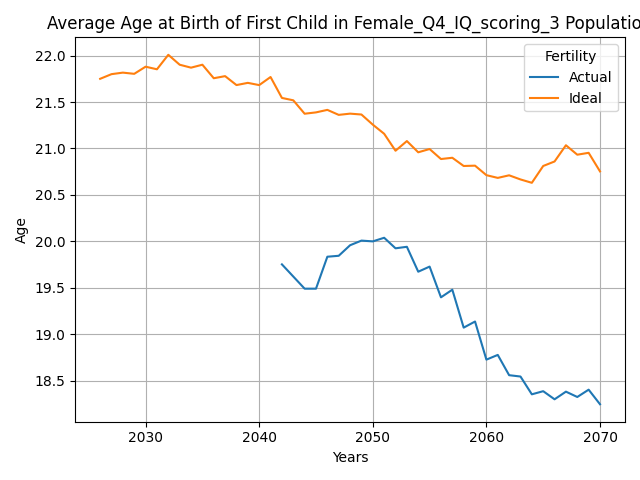 Average Age at Birth of First Child in Female_Q4_IQ_scoring_3 Populatio
Fertility
Actual
Ideal
22.0
21.5
21.0
20.5
20.0
19.5
19.0
18.5
Age
2030 2040 2050 2060 2070
Years